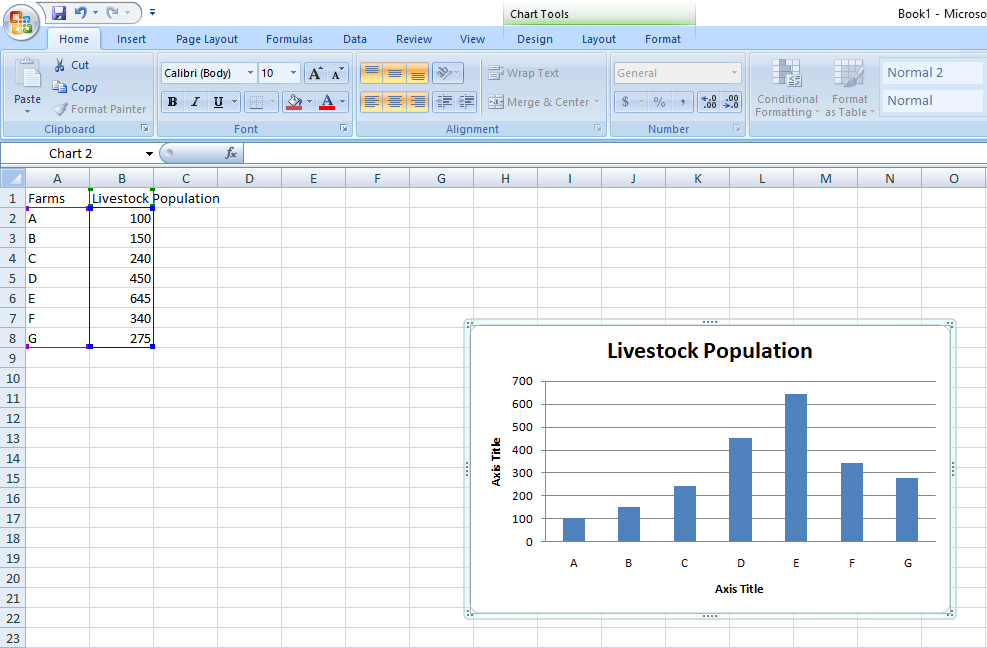 Chart Tools Book1 - Microso
Home Insert Page Layout Formulas Data Review View Design Layout Format
Cut
Copy
Format Painter
Paste
Clipboard
Calibri (Body) 10 A A
B I U A
Font
Wrap Text
Merge & Center
Alignment
General
$ % , .00 .00
Number
Conditional Formatting
Format as Table
Normal 2
Normal
Chart 2 fx
A B C D E F G H I J K L M N O
1 Farms Livestock Population
2 A 100
3 B 150
4 C 240
5 D 450
6 E 645
7 F 340
8 G 275
9
10
11
12
13
14
15
16
17
18
19
20
21
22
23
Livestock Population
700
600
500
400
300
200
100
0
Axis Title
A B C D E F G
Axis Title